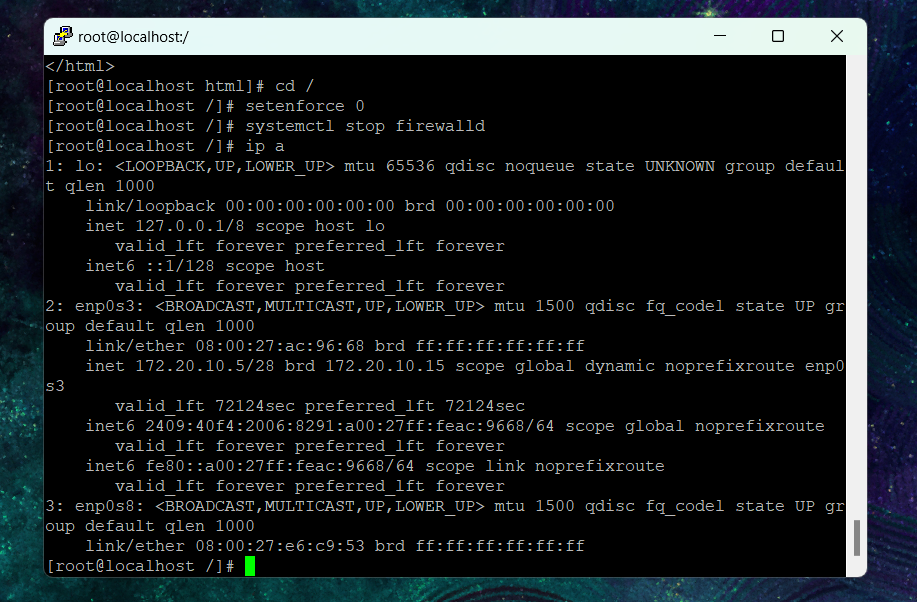 root@localhost:/
</html>
[root@localhost html]# cd /
[root@localhost /]# setenforce 0
[root@localhost /]# systemctl stop firewalld
[root@localhost /]# ip a
1: lo: <LOOPBACK,UP,LOWER_UP> mtu 65536 qdisc noqueue state UNKNOWN group defaul
t qlen 1000
    link/loopback 00:00:00:00:00:00 brd 00:00:00:00:00:00
    inet 127.0.0.1/8 scope host lo
       valid_lft forever preferred_lft forever
    inet6 ::1/128 scope host
       valid_lft forever preferred_lft forever
2: enp0s3: <BROADCAST,MULTICAST,UP,LOWER_UP> mtu 1500 qdisc fq_codel state UP gr
oup default qlen 1000
    link/ether 08:00:27:ac:96:68 brd ff:ff:ff:ff:ff:ff
    inet 172.20.10.5/28 brd 172.20.10.15 scope global dynamic noprefixroute enp0
s3
       valid_lft 72124sec preferred_lft 72124sec
    inet6 2409:40f4:2006:8291:a00:27ff:feac:9668/64 scope global noprefixroute
       valid_lft forever preferred_lft forever
    inet6 fe80::a00:27ff:feac:9668/64 scope link noprefixroute
       valid_lft forever preferred_lft forever
3: enp0s8: <BROADCAST,MULTICAST,UP,LOWER_UP> mtu 1500 qdisc fq_codel state UP gr
oup default qlen 1000
    link/ether 08:00:27:e6:c9:53 brd ff:ff:ff:ff:ff:ff
[root@localhost /]#